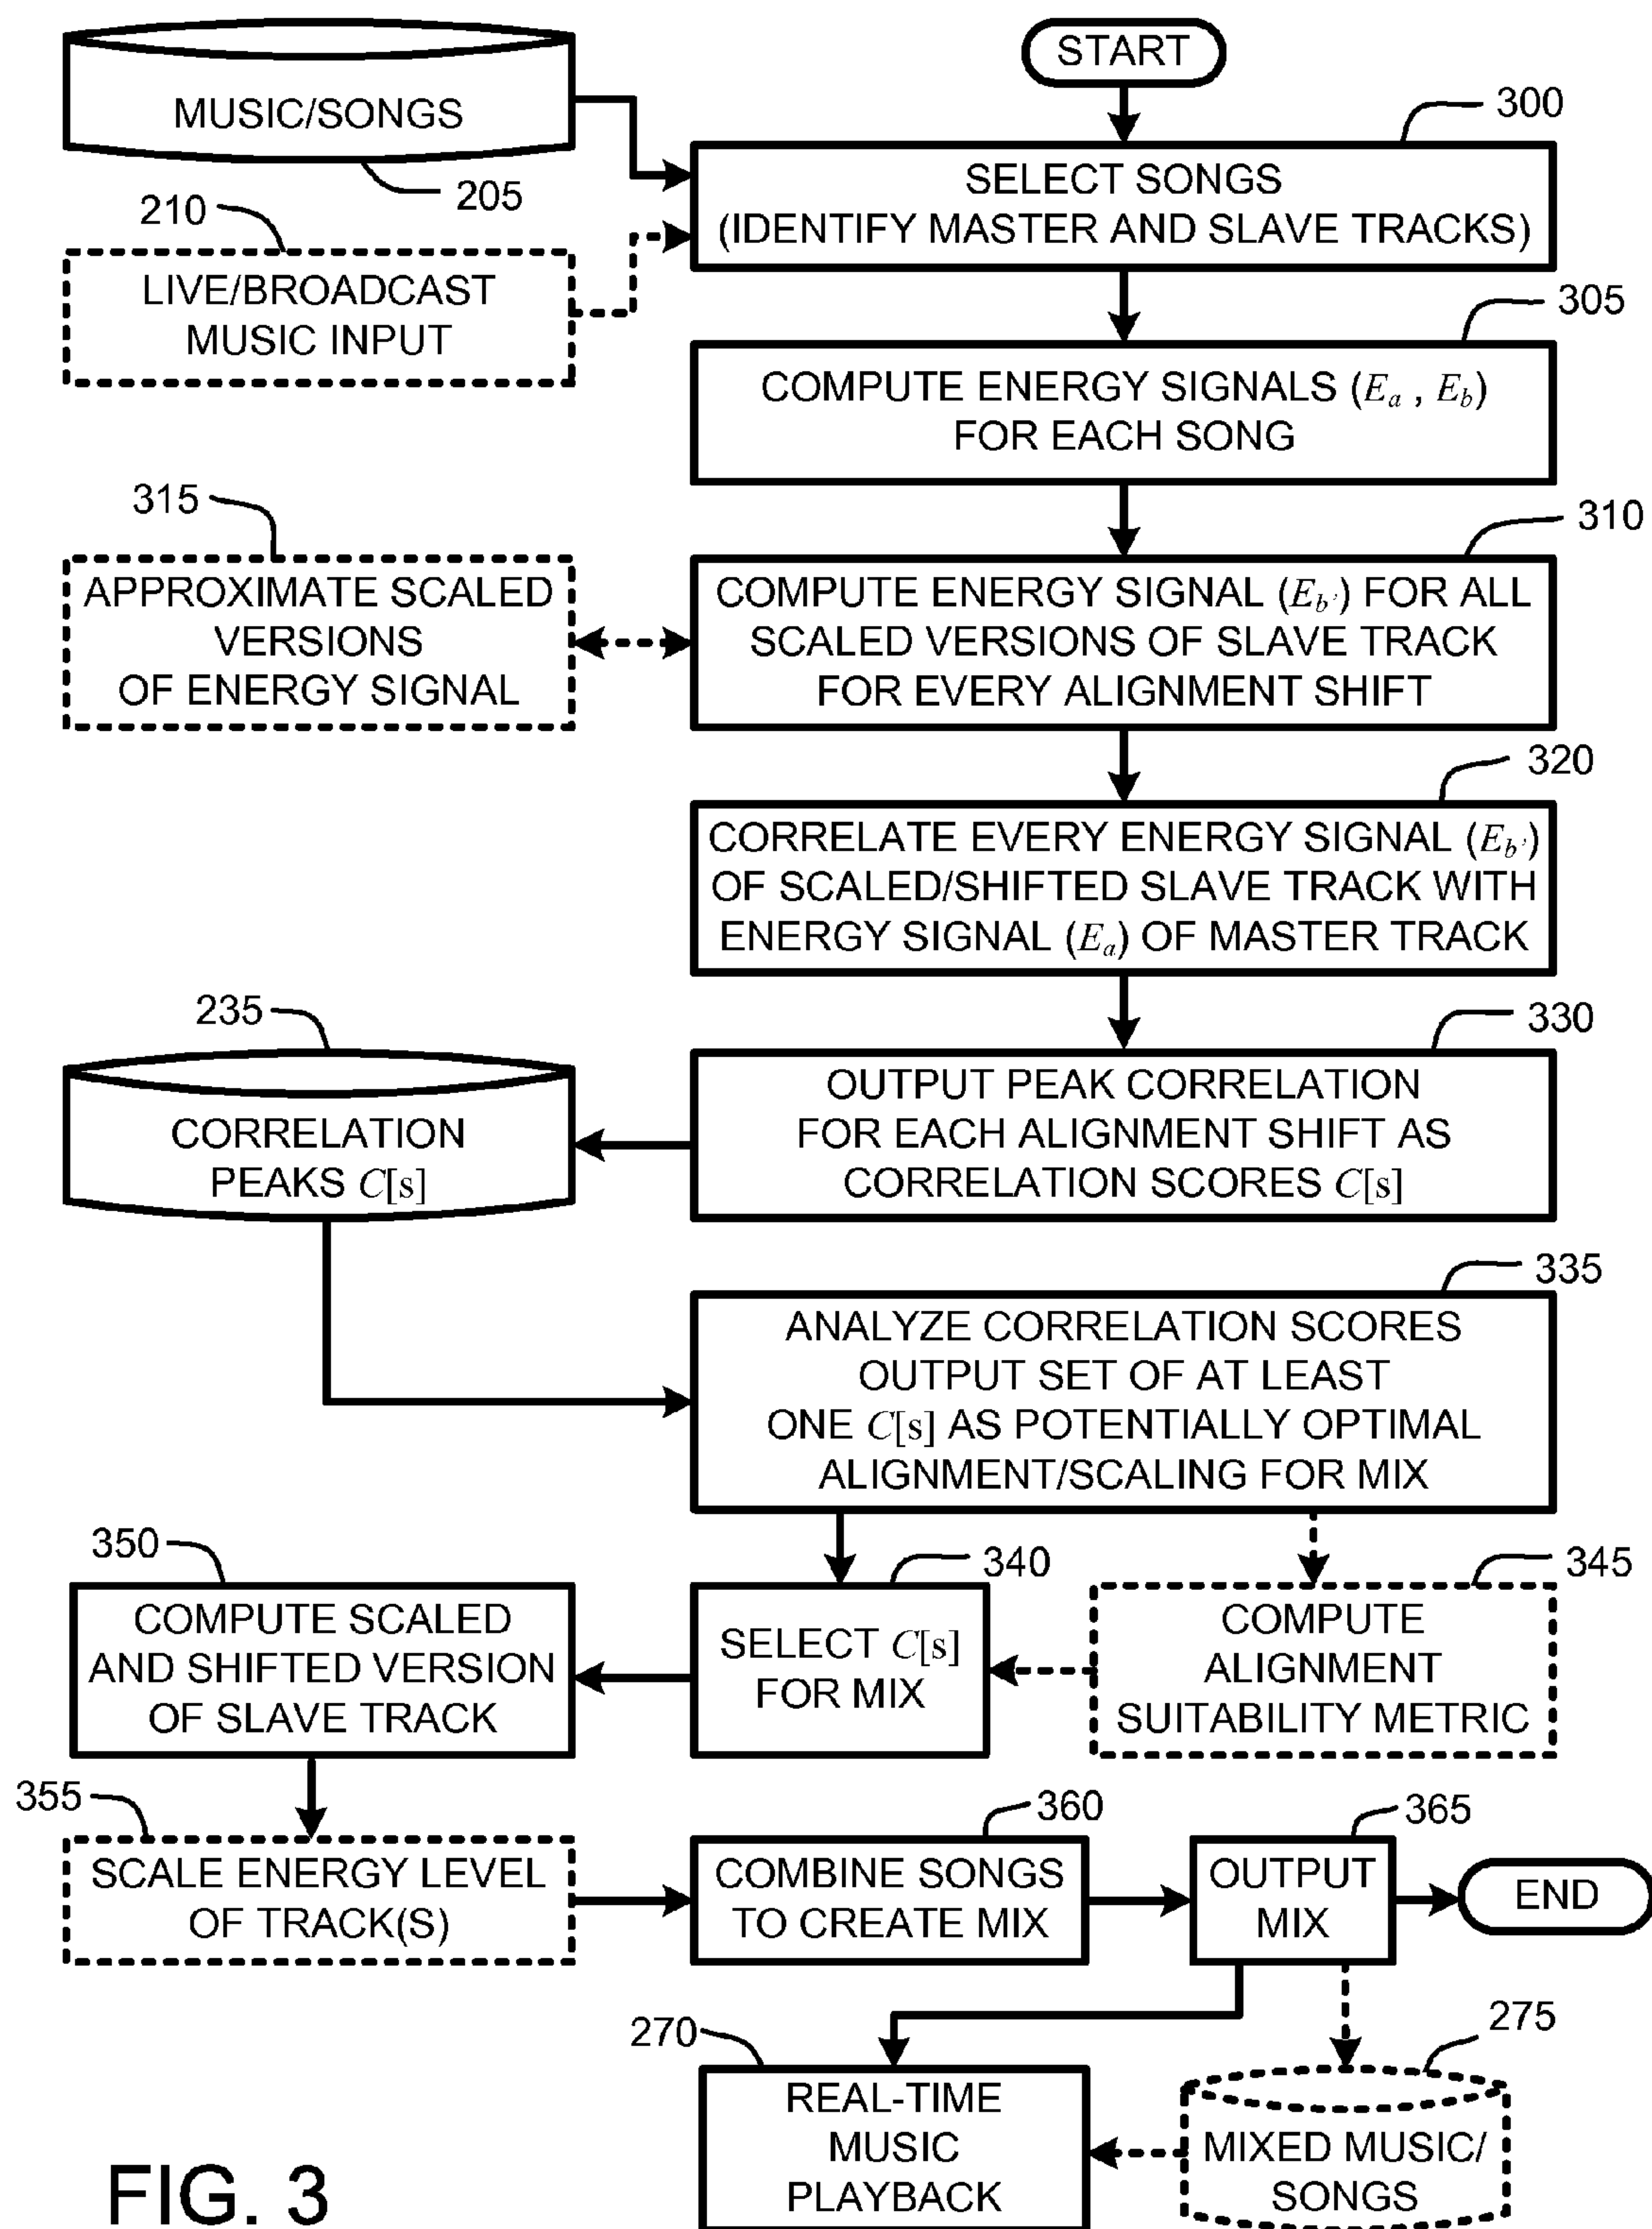 START
MUSIC/SONGS
300
205
SELECT SONGS
(IDENTIFY MASTER AND SLAVE TRACKS)
210
LIVE/BROADCAST
MUSIC INPUT
305
COMPUTE ENERGY SIGNALS (Ea , Eb)
FOR EACH SONG
315
310
APPROXIMATE SCALED
VERSIONS
OF ENERGY SIGNAL
COMPUTE ENERGY SIGNAL (Eb') FOR ALL
SCALED VERSIONS OF SLAVE TRACK
FOR EVERY ALIGNMENT SHIFT
320
CORRELATE EVERY ENERGY SIGNAL (Eb')
OF SCALED/SHIFTED SLAVE TRACK WITH
ENERGY SIGNAL (Ea) OF MASTER TRACK
235
330
CORRELATION
PEAKS C[s]
OUTPUT PEAK CORRELATION
FOR EACH ALIGNMENT SHIFT AS
CORRELATION SCORES C[s]
335
ANALYZE CORRELATION SCORES
OUTPUT SET OF AT LEAST
ONE C[s] AS POTENTIALLY OPTIMAL
ALIGNMENT/SCALING FOR MIX
350
340
345
COMPUTE SCALED
AND SHIFTED VERSION
OF SLAVE TRACK
SELECT C[s]
FOR MIX
COMPUTE
ALIGNMENT
SUITABILITY METRIC
355
360
365
SCALE ENERGY LEVEL
OF TRACK(S)
COMBINE SONGS
TO CREATE MIX
OUTPUT
MIX
END
270
275
REAL-TIME
MUSIC
PLAYBACK
MIXED MUSIC/
SONGS
FIG. 3